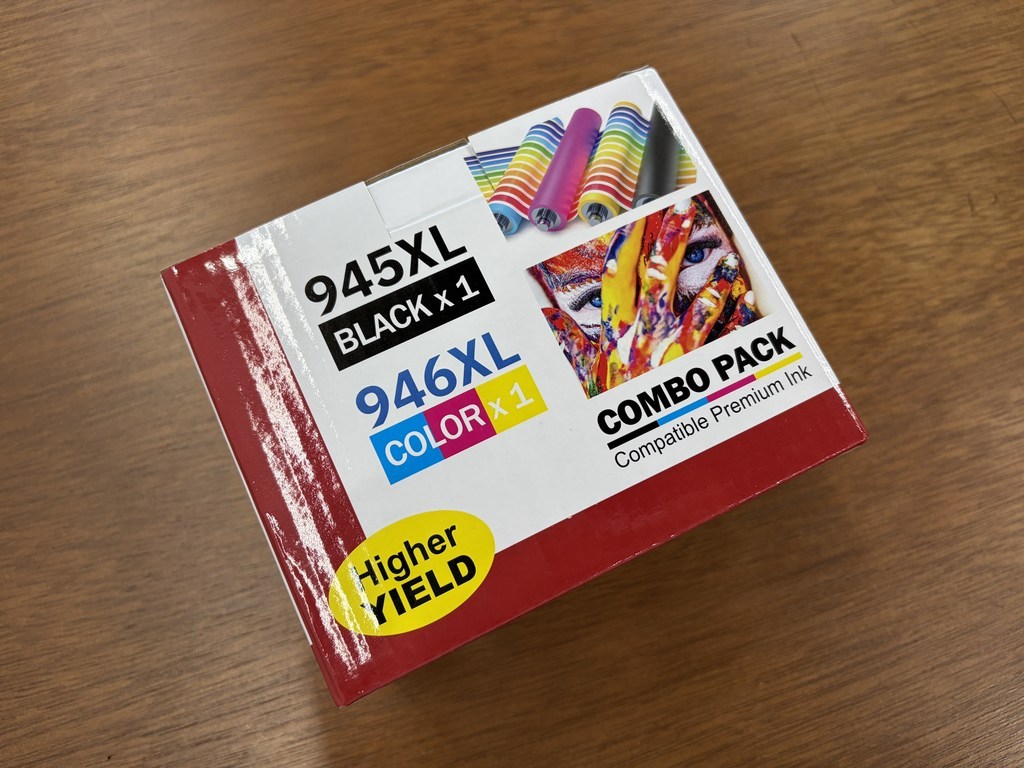 945XL
BLACK x 1
946XL
COLOR x 1
COMBO PACK
Compatible Premium Ink
Higher
YIELD